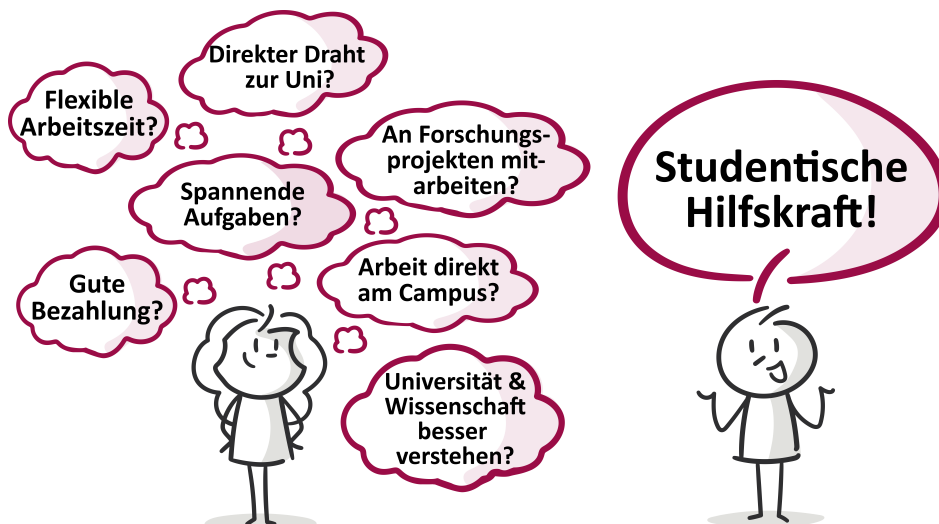 Direkter Draht
zur Uni?
Flexible
Arbeitszeit?
An Forschungs-
projekten mit-
arbeiten?
Spannende
Aufgaben?
Arbeit direkt
am Campus?
Gute
Bezahlung?
Universität &
Wissenschaft
besser
verstehen?
Studentische
Hilfskraft!